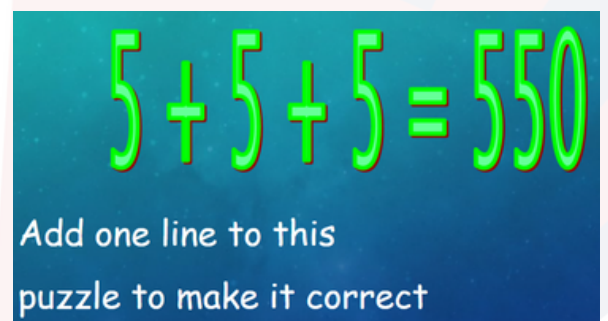 5 + 5 + 5 = 550
Add one line to this
puzzle to make it correct